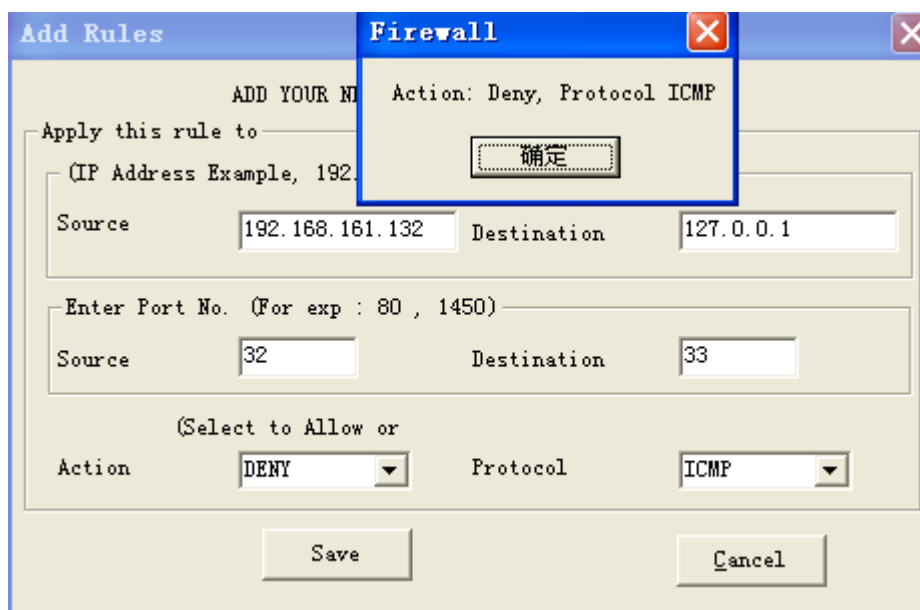 Add Rules
Firewall
ADD YOUR
Action: Deny, Protocol ICMP
确定
Apply this rule to
(IP Address Example, 192.
Source
192.168.161.132
Destination
127.0.0.1
Enter Port No. (For exp : 80 , 1450)
Source
32
Destination
33
(Select to Allow or
Action
DENY
Protocol
ICMP
Save
Cancel